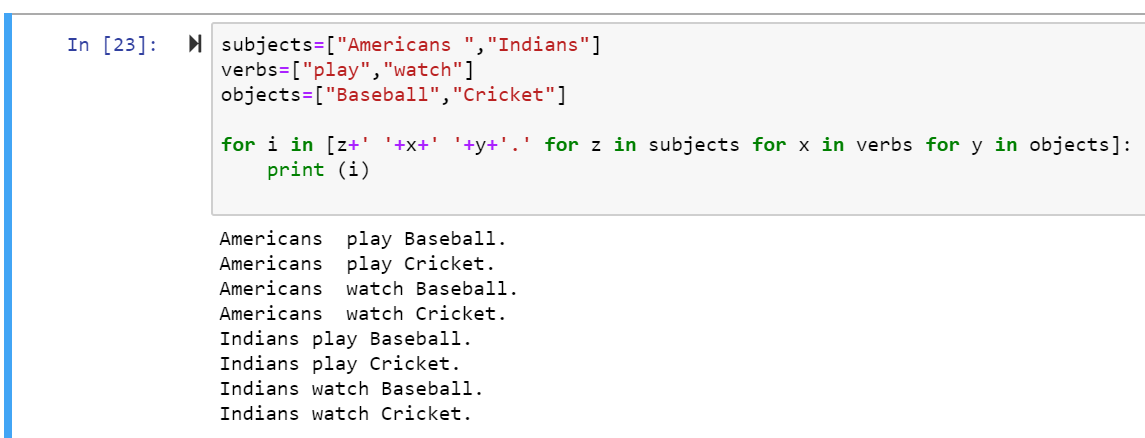 In [23]: subjects=["Americans ","Indians"]
verbs=["play","watch"]
objects=["Baseball","Cricket"]
for i in [z+' '+x+' '+y+'.' for z in subjects for x in verbs for y in objects]:
    print (i)
Americans  play Baseball.
Americans  play Cricket.
Americans  watch Baseball.
Americans  watch Cricket.
Indians play Baseball.
Indians play Cricket.
Indians watch Baseball.
Indians watch Cricket.